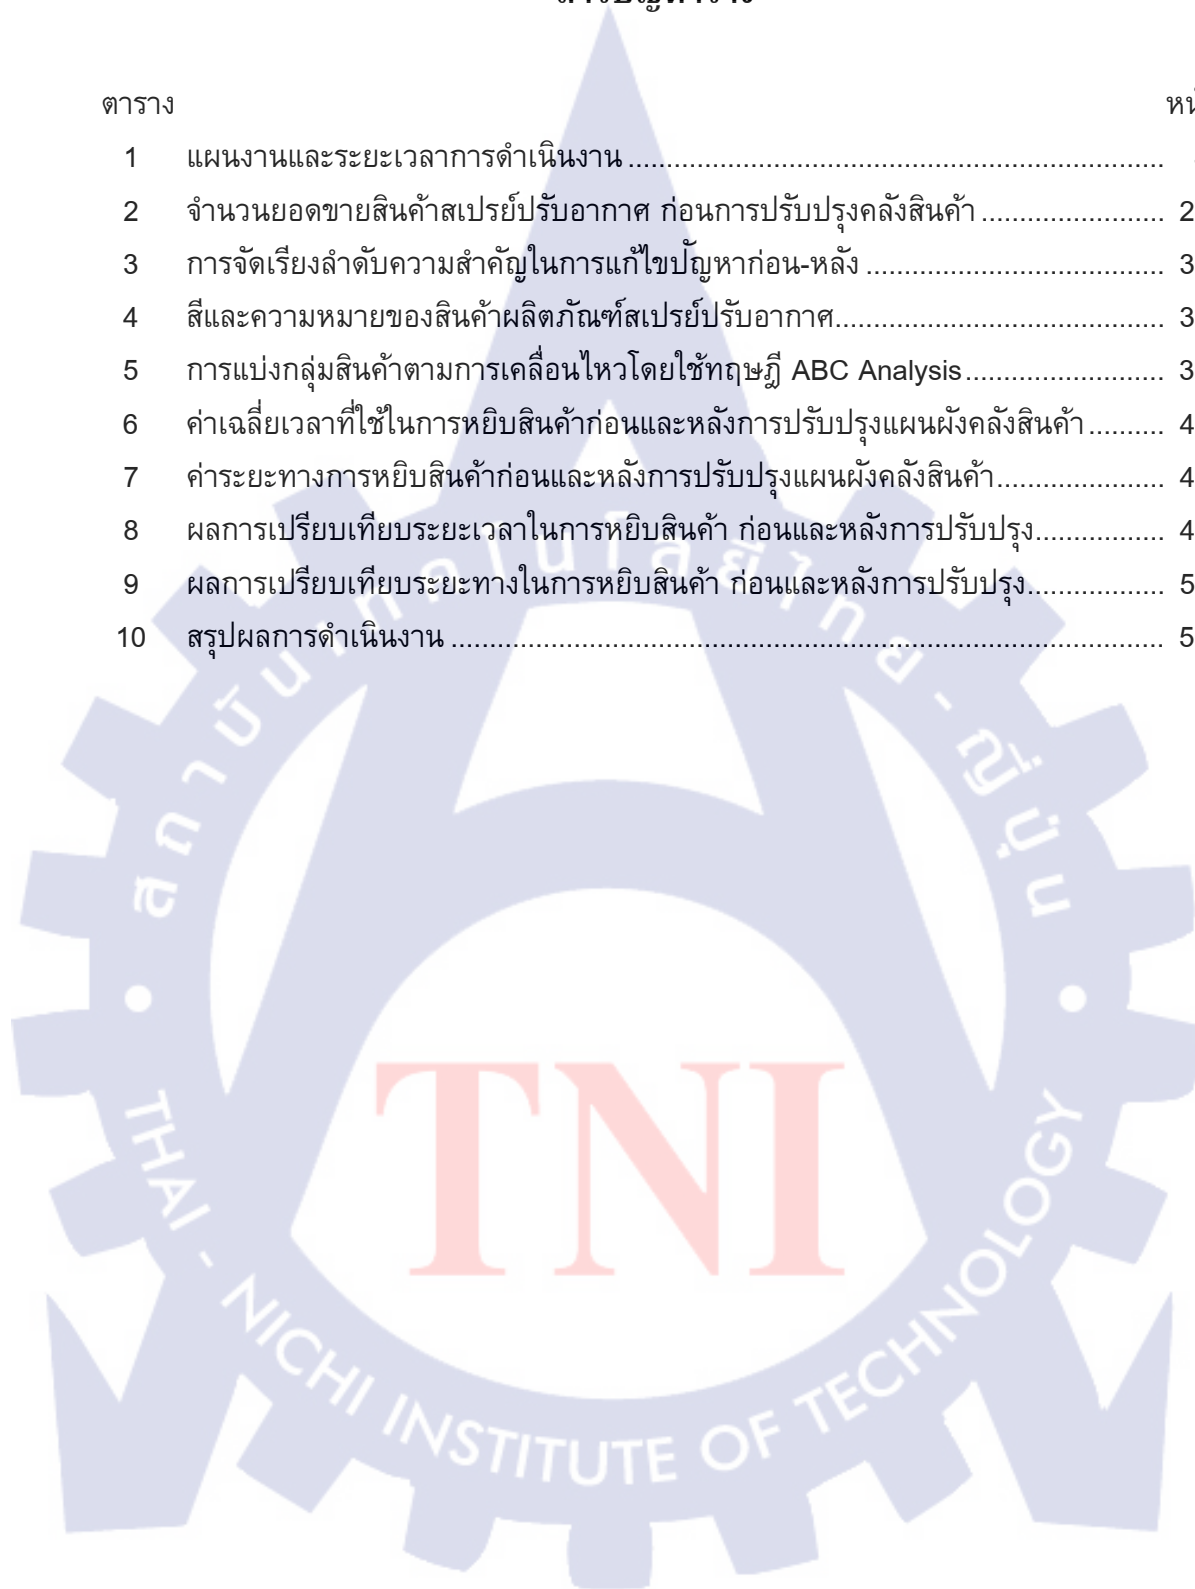 ตาราง
1 แผนงานและระยะเวลาการดำเนินงาน
2 จำนวนยอดขายสินค้าสเปรย์ปรับอากาศ ก่อนการปรับปรุงคลังสินค้า 2
3 การจัดเรียงลำดับความสำคัญในการแก้ไขปัญหาก่อน-หลัง 3
4 สีและความหมายของสินค้าผลิตภัณฑ์สเปรย์ปรับอากาศ 3
5 การแบ่งกลุ่มสินค้าตามการเคลื่อนไหวโดยใช้ทฤษฎี ABC Analysis 3
6 ค่าเฉลี่ยเวลาที่ใช้ในการหยิบสินค้าก่อนและหลังการปรับปรุงแผนผังคลังสินค้า 4
7 ค่าระยะทางการหยิบสินค้าก่อนและหลังการปรับปรุงแผนผังคลังสินค้า 4
8 ผลการเปรียบเทียบระยะเวลาในการหยิบสินค้า ก่อนและหลังการปรับปรุง 4
9 ผลการเปรียบเทียบระยะทางในการหยิบสินค้า ก่อนและหลังการปรับปรุง 5
10 สรุปผลการดำเนินงาน 5
สถาบันเทคโนโลยีไทย - ญี่ปุ่น
TNI
THAI - NICHI INSTITUTE OF TECHNOLOGY